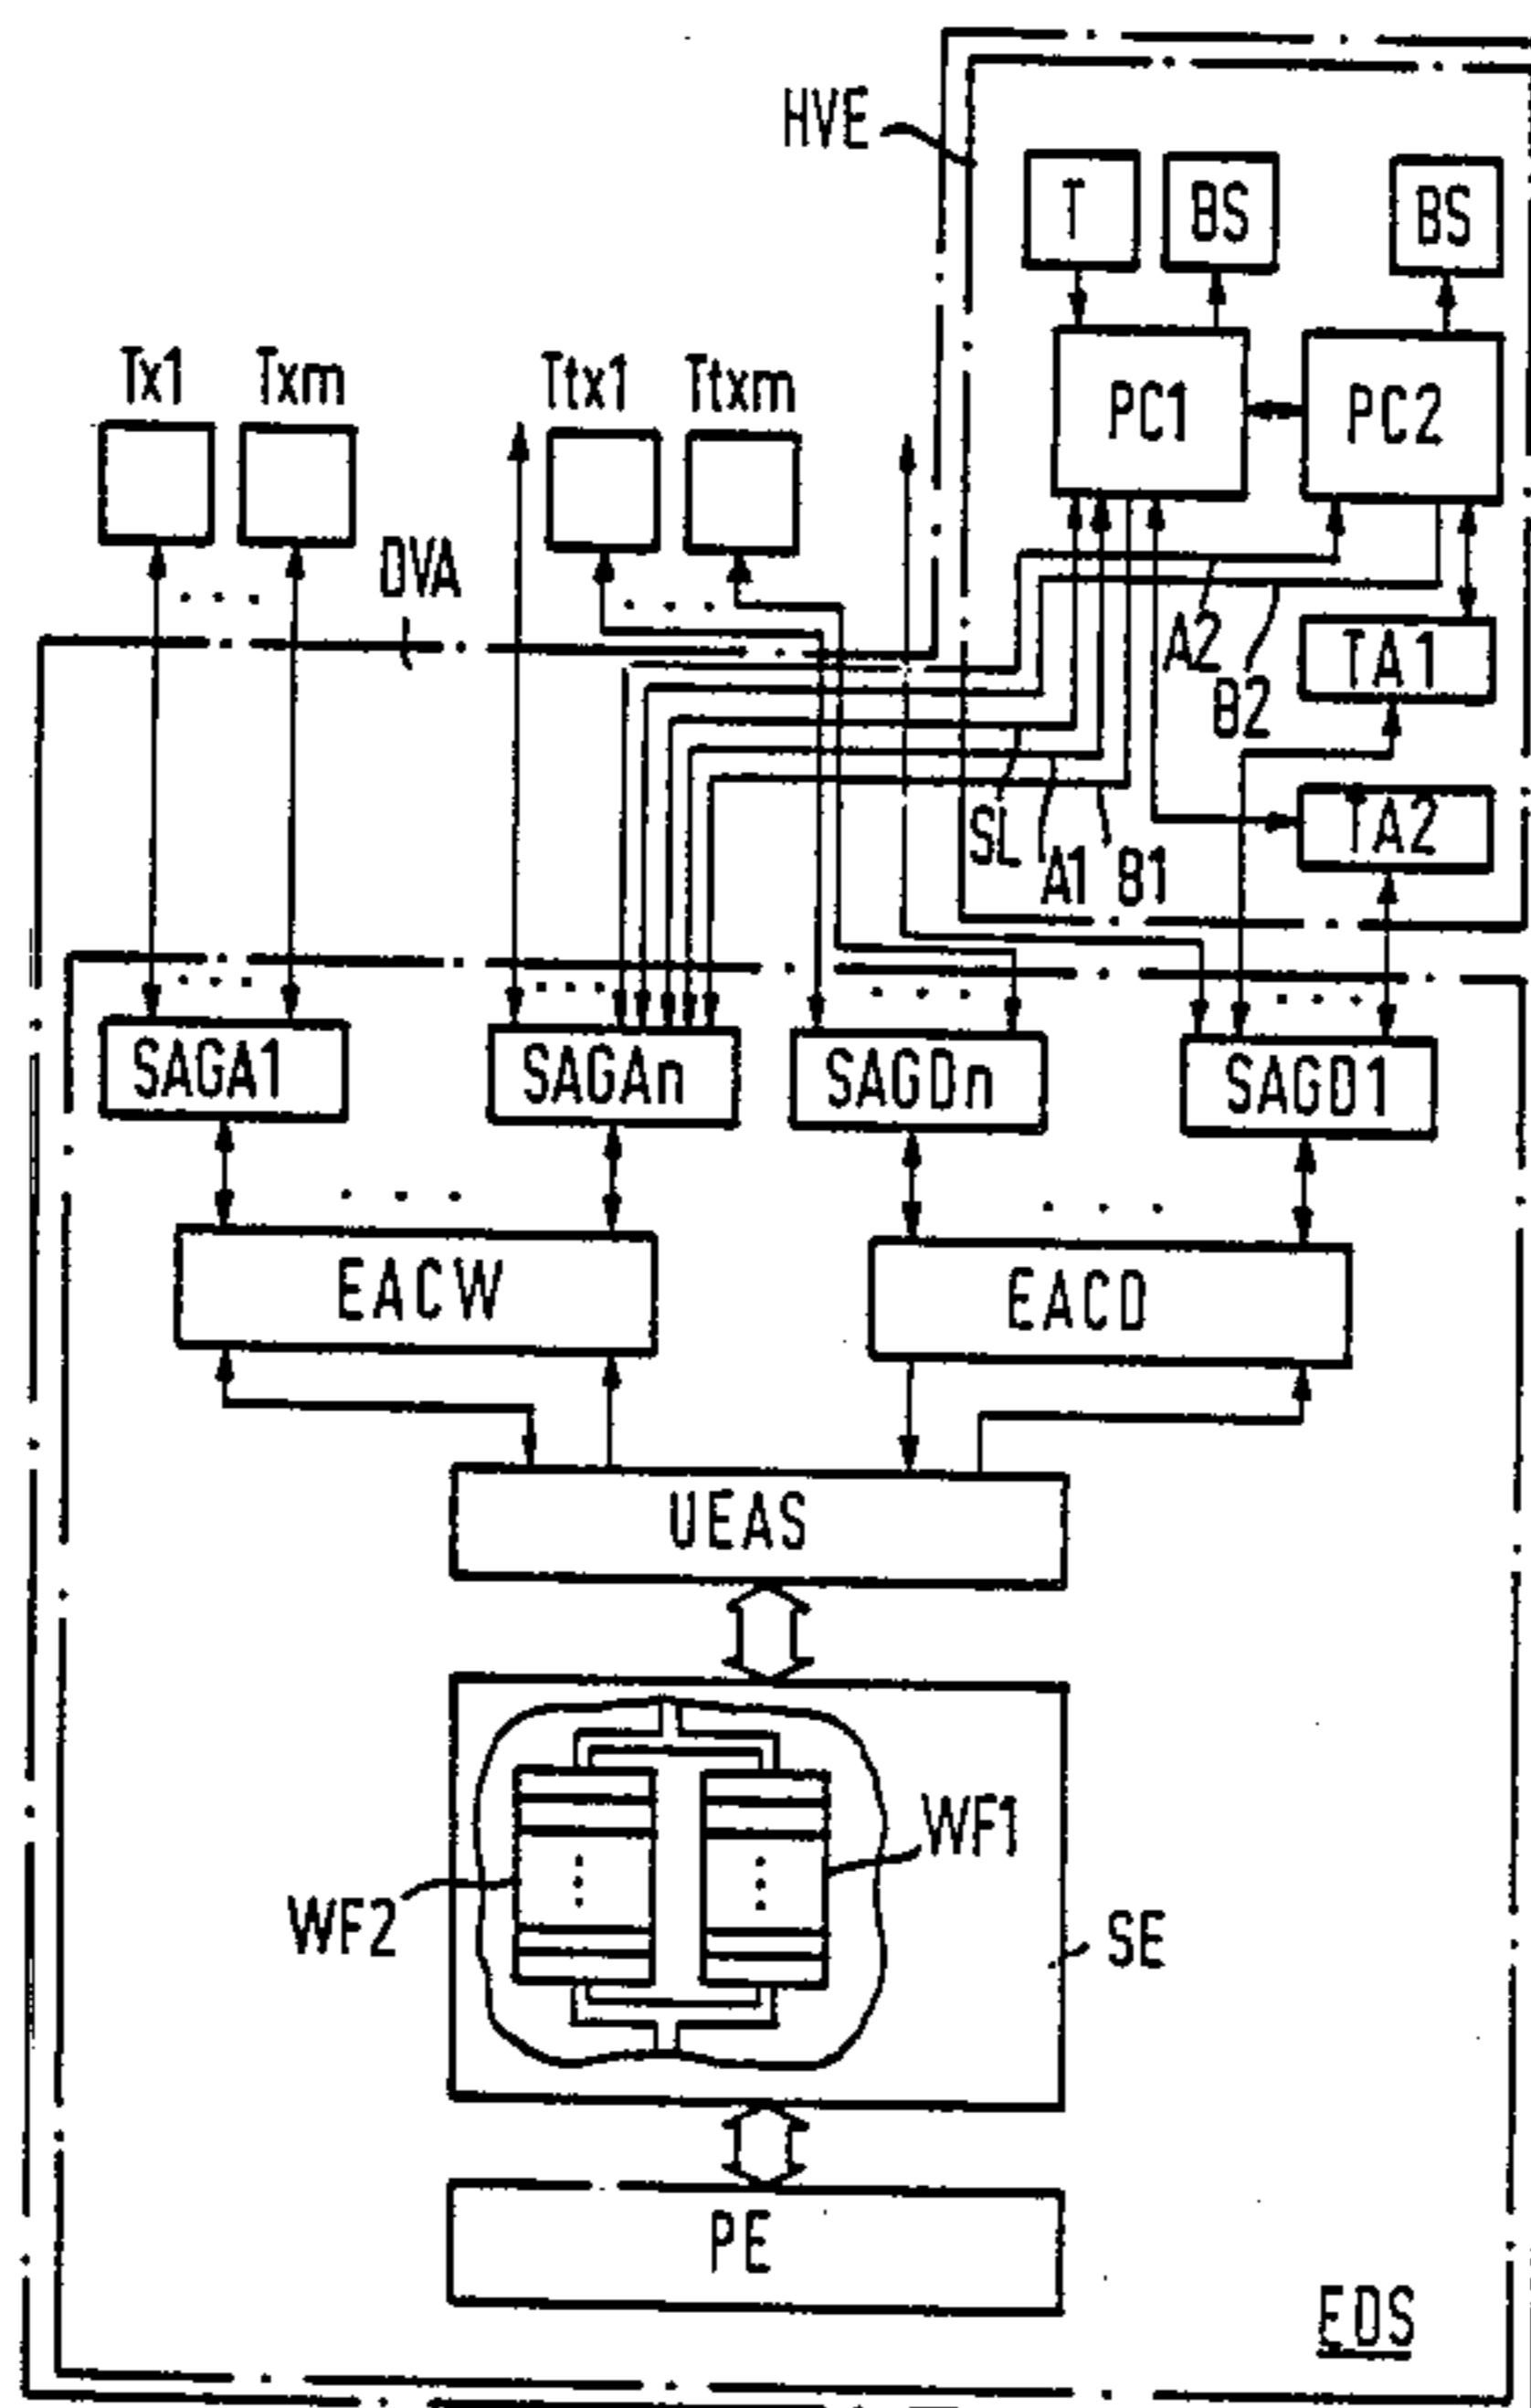 HVE
T BS BS
Tx1 Txm Ttx1 Ttxm
PC1 PC2
DVA
A2
B2
TA1
SL A1 B1
TA2
SAGA1 SAGAn SAGDn SAGD1
EACW EACD
UEAS
WF1
WF2
SE
PE
EDS